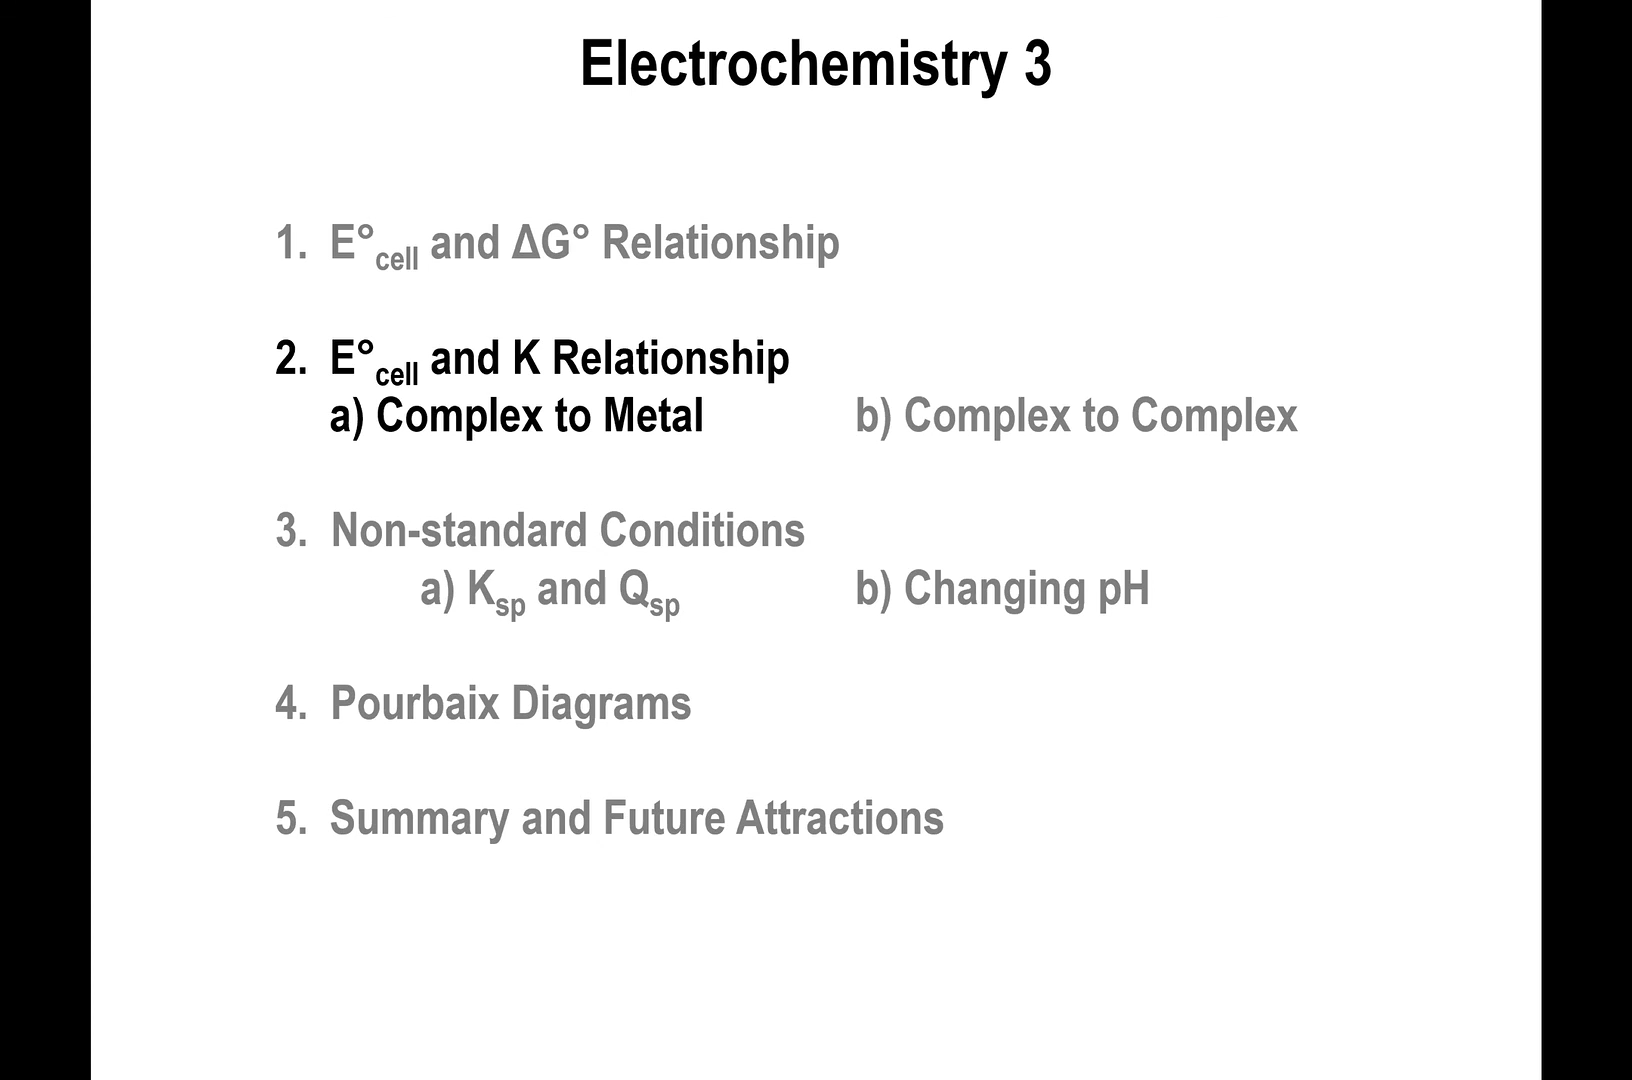 Electrochemistry 3
1. E°cell and ΔG° Relationship
2. E°cell and K Relationship
a) Complex to Metal b) Complex to Complex
3. Non-standard Conditions
a) Ksp and Qsp b) Changing pH
4. Pourbaix Diagrams
5. Summary and Future Attractions